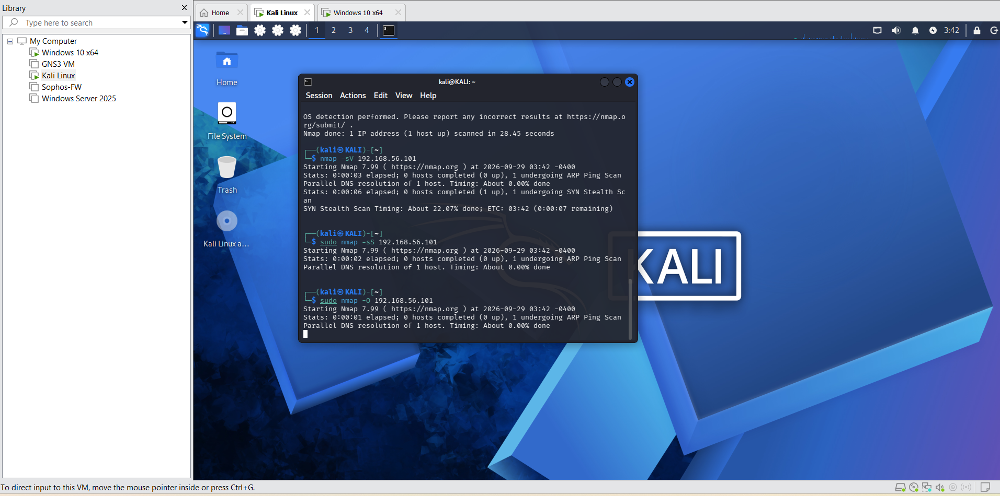 Library
Type here to search
My Computer
Windows 10 x64
GNS3 VM
Kali Linux
Sophos-FW
Windows Server 2025
Home
Kali Linux
Windows 10 x64
1 2 3 4
3:42
Home
File System
Trash
Kali Linux a...
kali@KALI: ~
Session Actions Edit View Help
OS detection performed. Please report any incorrect results at https://nmap.o
rg/submit/ .
Nmap done: 1 IP address (1 host up) scanned in 28.45 seconds
┌──(kali㉿KALI)-[~]
└─$ nmap -sV 192.168.56.101
Starting Nmap 7.99 ( https://nmap.org ) at 2026-09-29 03:42 -0400
Stats: 0:00:03 elapsed; 0 hosts completed (0 up), 1 undergoing ARP Ping Scan
Parallel DNS resolution of 1 host. Timing: About 0.00% done
Stats: 0:00:06 elapsed; 0 hosts completed (1 up), 1 undergoing SYN Stealth Sc
an
SYN Stealth Scan Timing: About 22.07% done; ETC: 03:42 (0:00:07 remaining)
┌──(kali㉿KALI)-[~]
└─$ sudo nmap -sS 192.168.56.101
Starting Nmap 7.99 ( https://nmap.org ) at 2026-09-29 03:42 -0400
Stats: 0:00:02 elapsed; 0 hosts completed (0 up), 1 undergoing ARP Ping Scan
Parallel DNS resolution of 1 host. Timing: About 0.00% done
┌──(kali㉿KALI)-[~]
└─$ sudo nmap -O 192.168.56.101
Starting Nmap 7.99 ( https://nmap.org ) at 2026-09-29 03:42 -0400
Stats: 0:00:01 elapsed; 0 hosts completed (0 up), 1 undergoing ARP Ping Scan
Parallel DNS resolution of 1 host. Timing: About 0.00% done
KALI
To direct input to this VM, move the mouse pointer inside or press Ctrl+G.